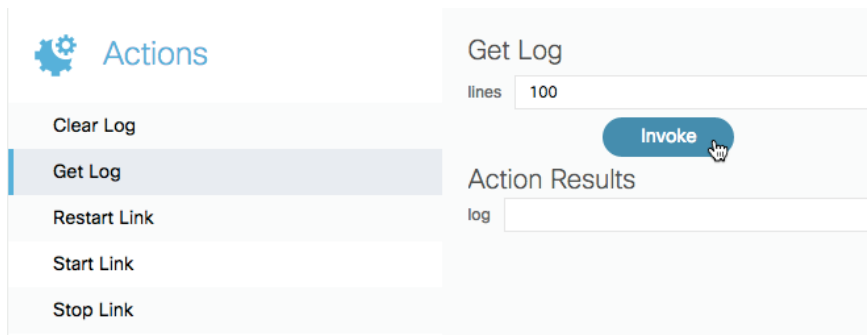 Actions
Clear Log
Get Log
Restart Link
Start Link
Stop Link
Get Log
lines 100
Invoke
Action Results
log